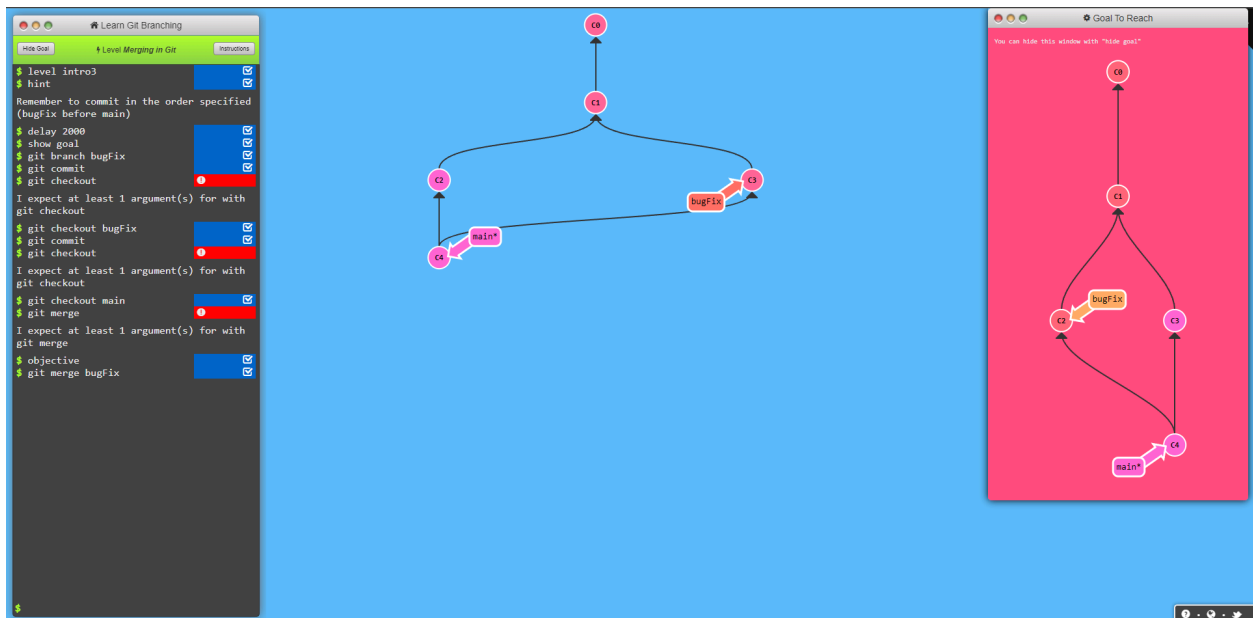 Learn Git Branching
Hide Goal
Level Merging in Git
Instructions
$ level intro3
$ hint
Remember to commit in the order specified
(bugFix before main)
$ delay 2000
$ show goal
$ git branch bugFix
$ git commit
$ git checkout
I expect at least 1 argument(s) for with
git checkout
$ git checkout bugFix
$ git commit
$ git checkout
I expect at least 1 argument(s) for with
git checkout
$ git checkout main
$ git merge
I expect at least 1 argument(s) for with
git merge
$ objective
$ git merge bugFix
$
C0
C1
C2
C3
bugFix
main*
C4
Goal To Reach
You can hide this window with "hide goal"
C0
C1
bugFix
C2
C3
C4
main*